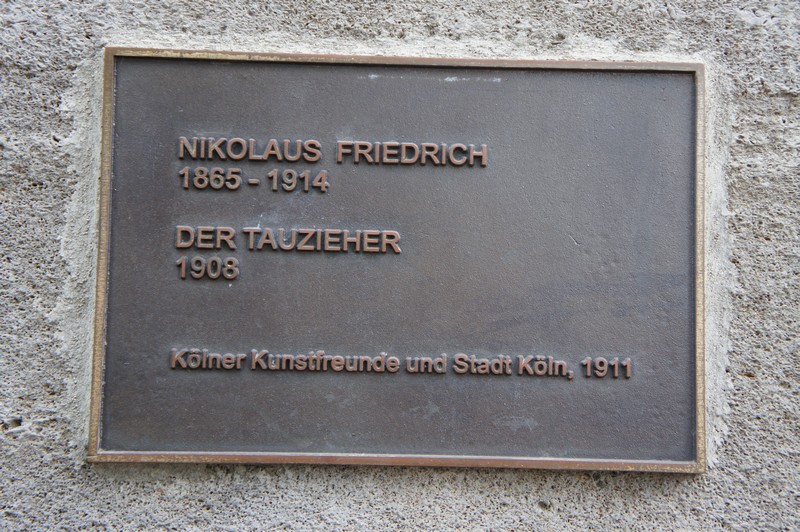 NIKOLAUS FRIEDRICH
1865 - 1914
DER TAUZIEHER
1908
Kölner Kunstfreunde und Stadt Köln, 1911